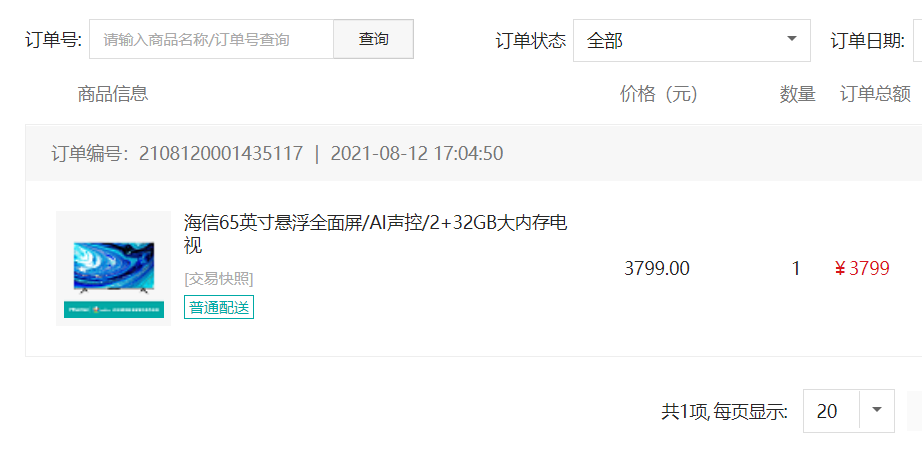 订单号: 请输入商品名称/订单号查询 查询 订单状态 全部 订单日期:
商品信息 价格（元） 数量 订单总额
订单编号：2108120001435117 | 2021-08-12 17:04:50
海信65英寸悬浮全面屏/AI声控/2+32GB大内存电
视
[交易快照]
普通配送
3799.00 1 ¥ 3799
共1项, 每页显示: 20